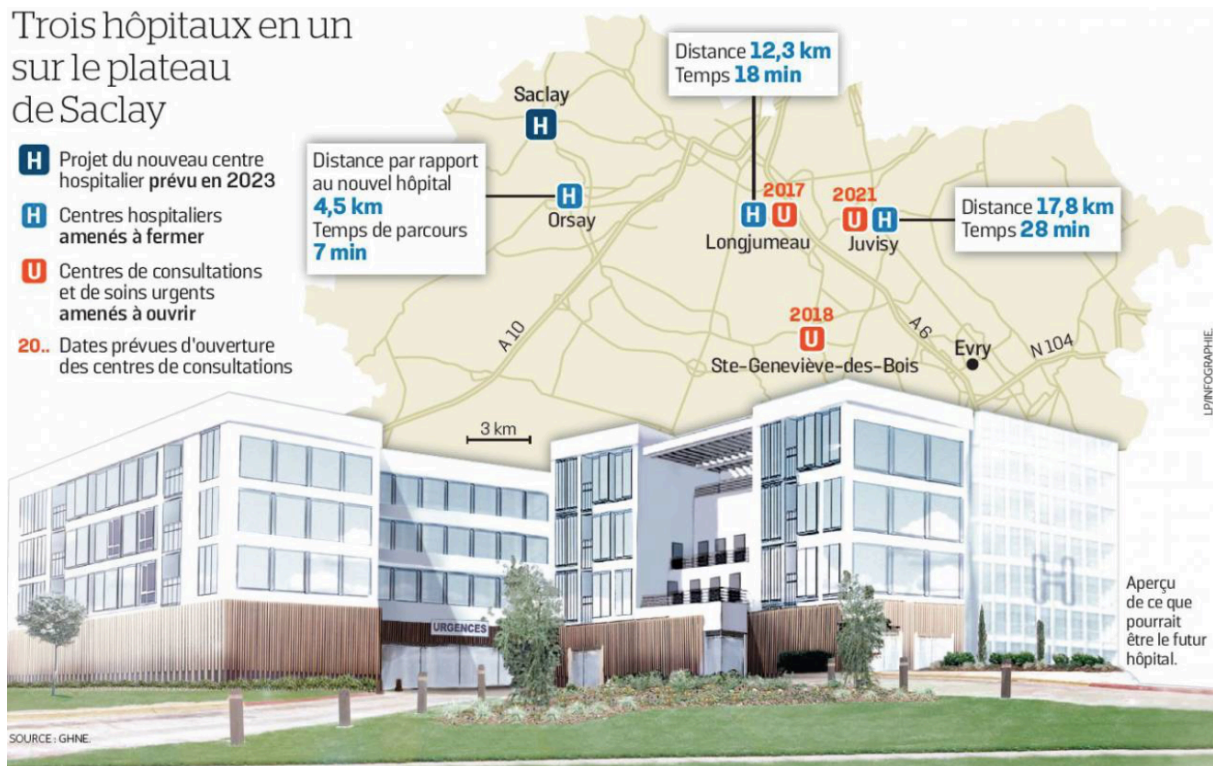 Trois hôpitaux en un
sur le plateau
de Saclay
H Projet du nouveau centre
hospitalier prévu en 2023
H Centres hospitaliers
amenés à fermer
U Centres de consultations
et de soins urgents
amenés à ouvrir
20.. Dates prévues d'ouverture
des centres de consultations
Saclay
H
Distance par rapport
au nouvel hôpital
4,5 km
Temps de parcours
7 min
H
Orsay
Distance 12,3 km
Temps 18 min
2017
H U
Longjumeau
2021
U H
Juvisy
Distance 17,8 km
Temps 28 min
2018
U
Ste-Geneviève-des-Bois
A 10
A 6
Evry
N 104
3 km
URGENCES
H
Aperçu
de ce que
pourrait
être le futur
hôpital.
LP/INFOGRAPHIE.
SOURCE : GHNE.